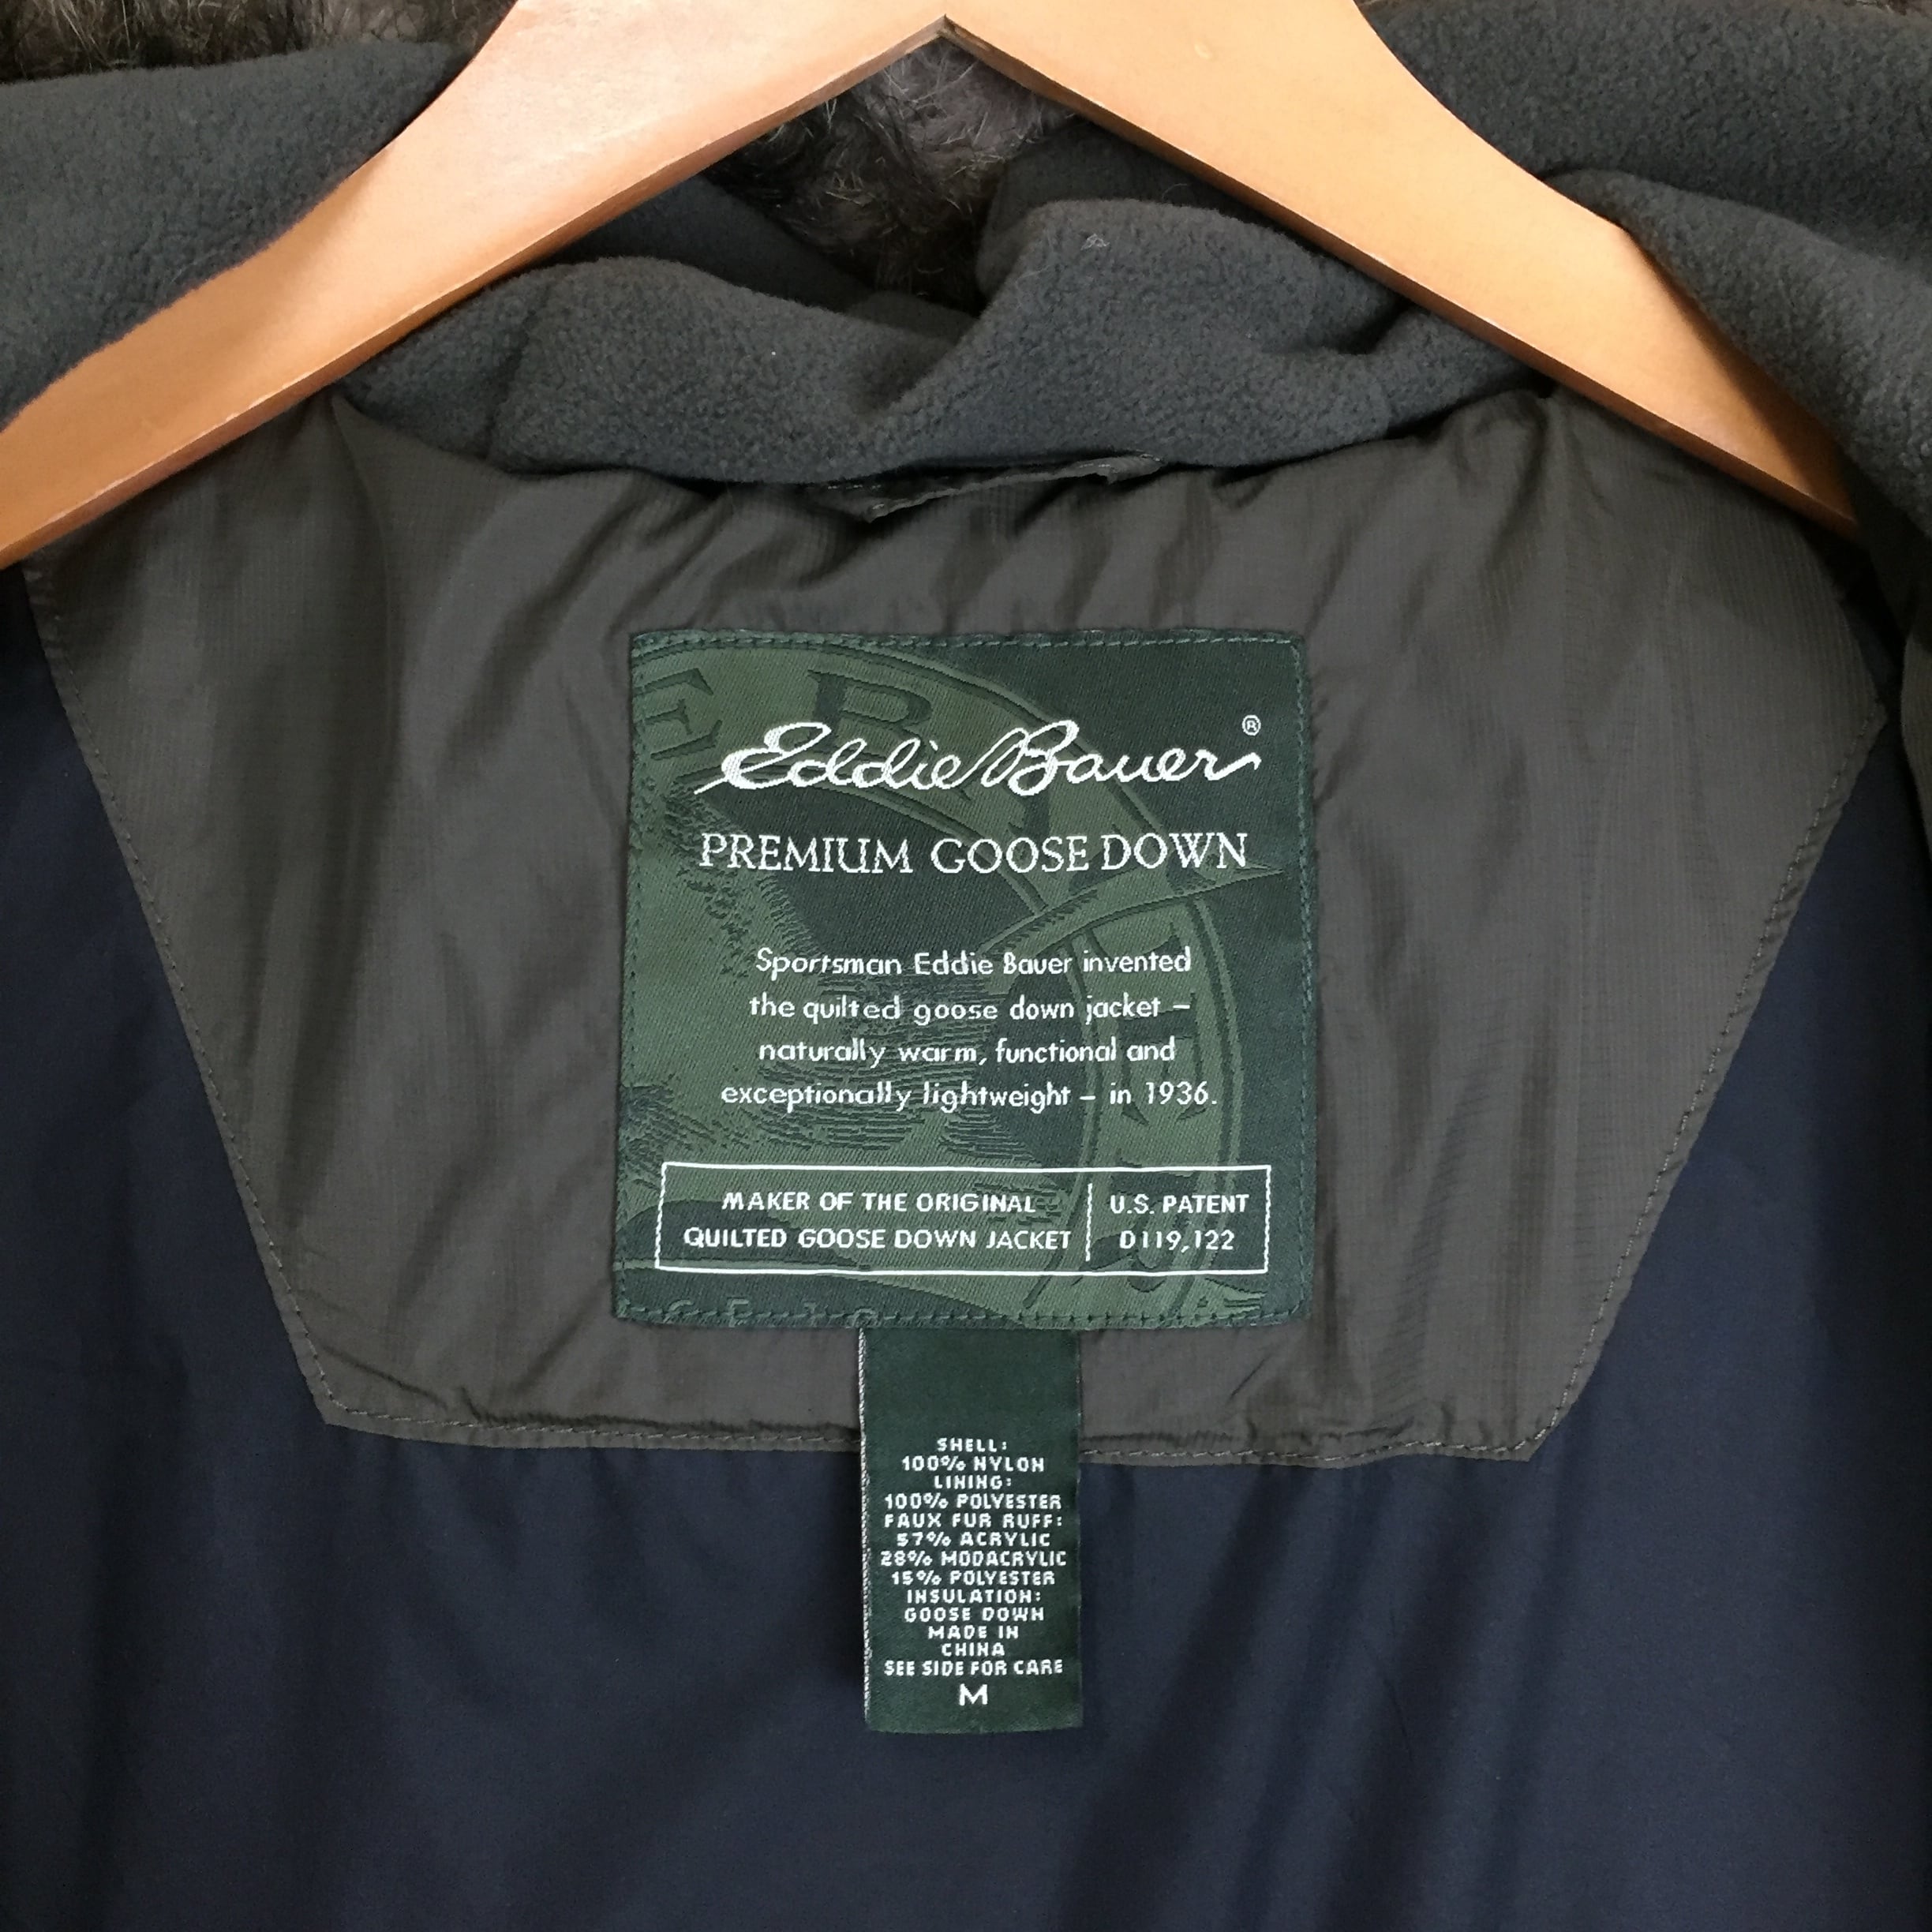 Eddie Bauer®
PREMIUM GOOSE DOWN
Sportsman Eddie Bauer invented
the quilted goose down jacket –
naturally warm, functional and
exceptionally lightweight – in 1936.
MAKER OF THE ORIGINAL
QUILTED GOOSE DOWN JACKET
U.S. PATENT
D119,122
SHELL:
100% NYLON
LINING:
100% POLYESTER
FAUX FUR RUFF:
57% ACRYLIC
28% MODACRYLIC
15% POLYESTER
INSULATION:
GOOSE DOWN
MADE IN
CHINA
SEE SIDE FOR CARE
M